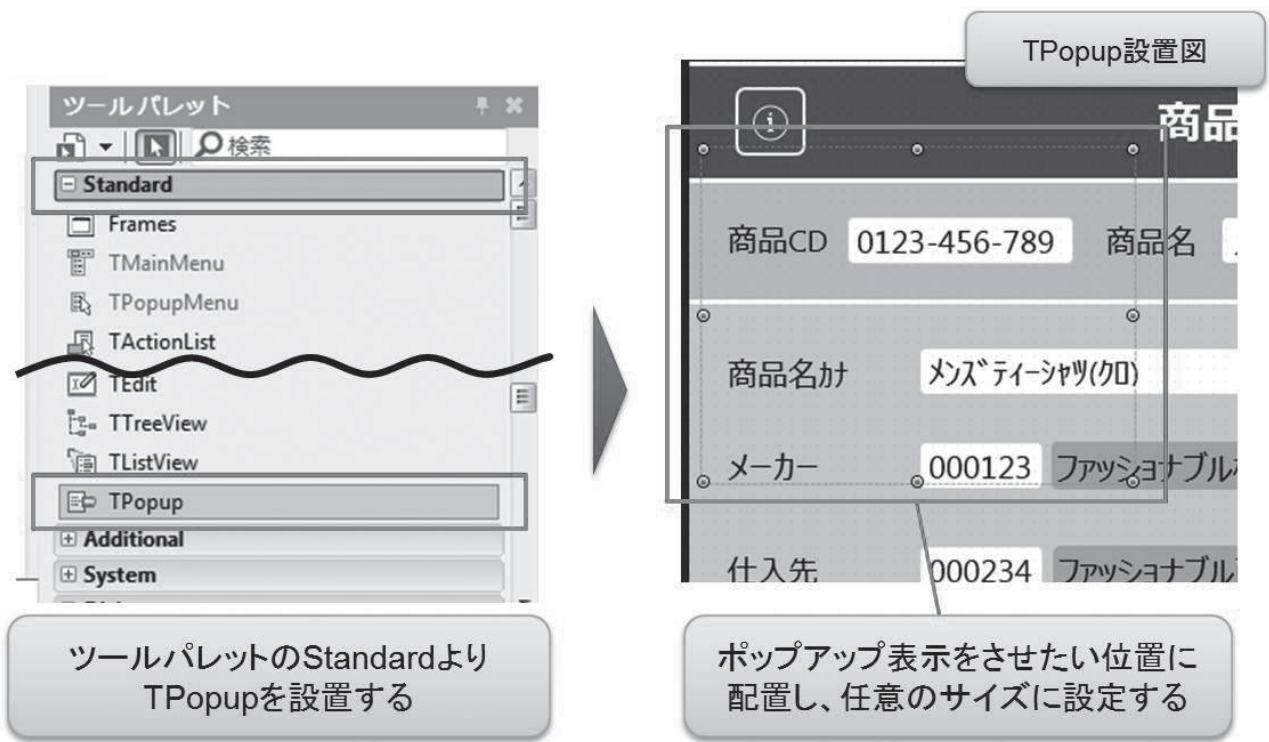 TPopup設置図
ツールパレット
検索
Standard
Frames
TMainMenu
TPopupMenu
TActionList
TEdit
TTreeView
TListView
TPopup
Additional
System
ツールパレットのStandardより
TPopupを設置する
商品
商品CD 0123-456-789 商品名
商品名カナ メンズティーシャツ(クロ)
メーカー 000123 ファッショナブル
仕入先 000234 ファッショナブル
ポップアップ表示をさせたい位置に
配置し、任意のサイズに設定する